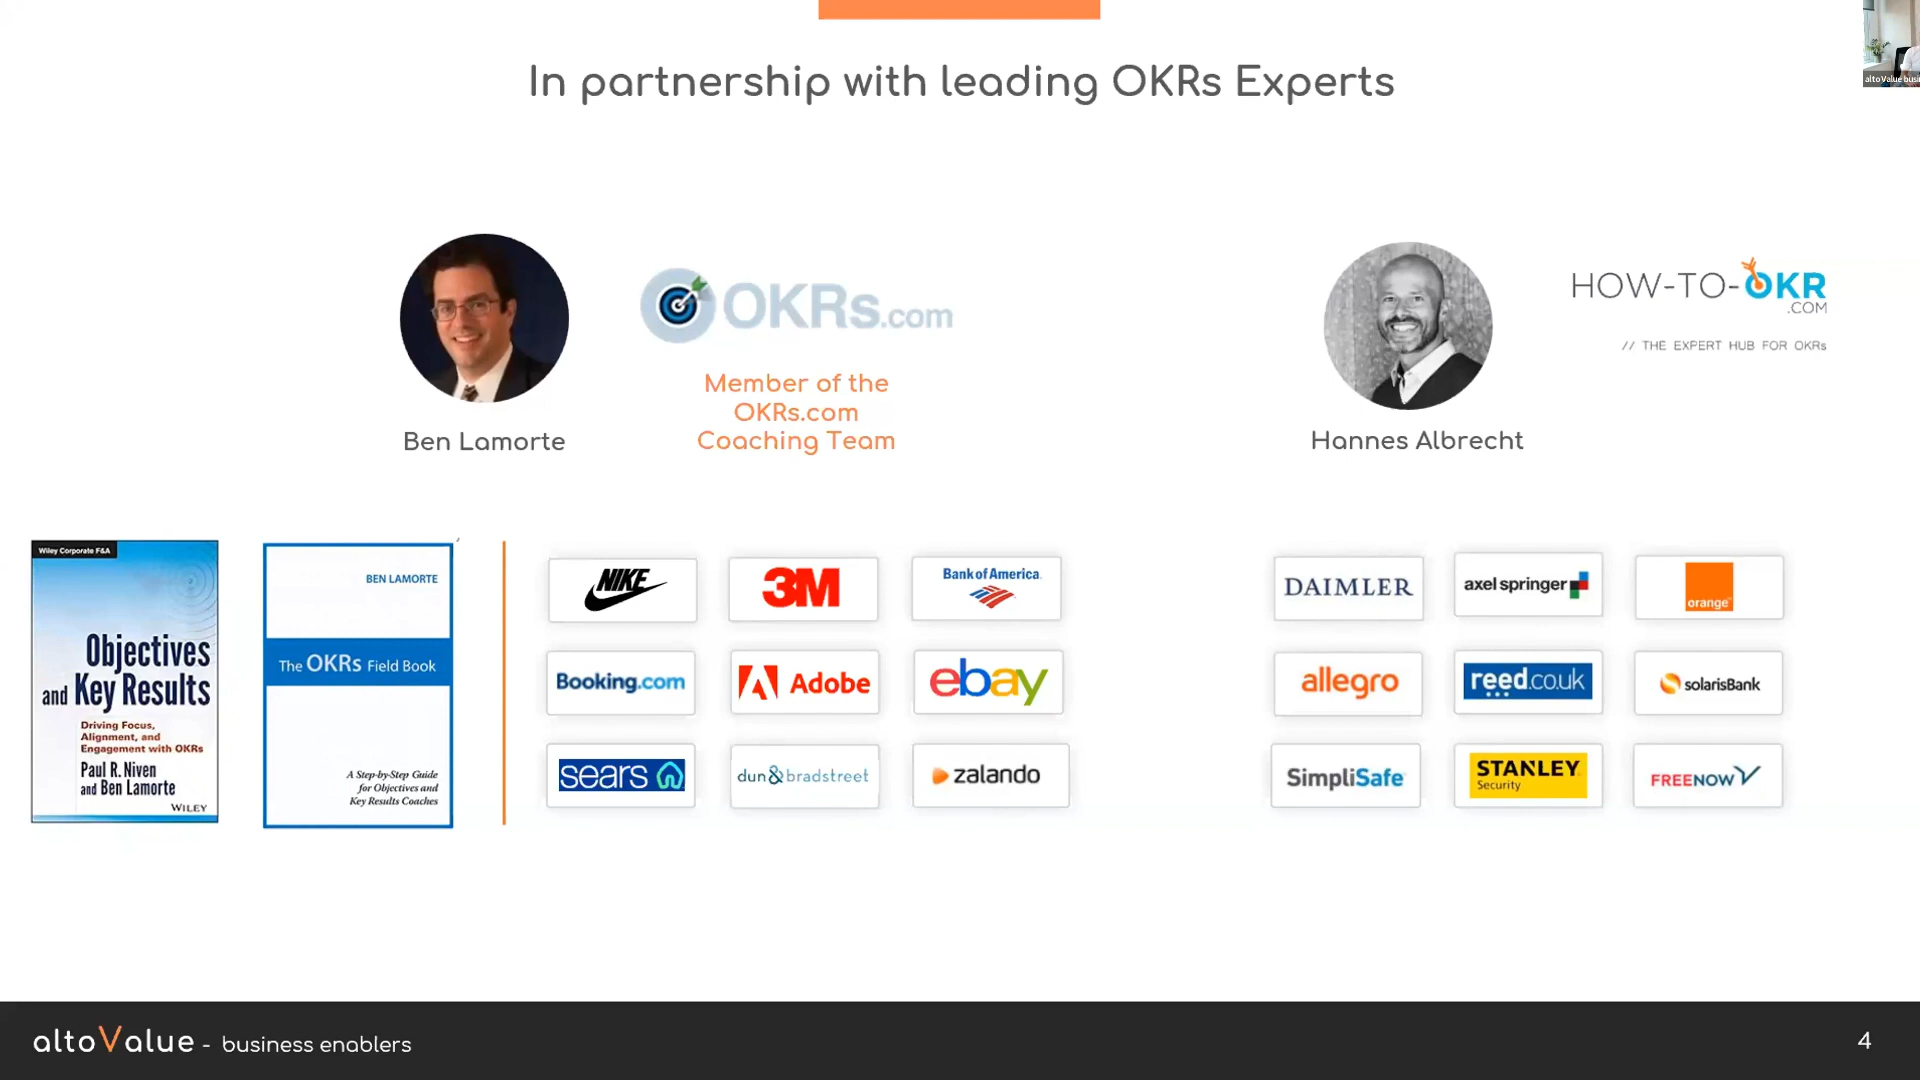 In partnership with leading OKRs Experts
altoValue busi
OKRs.com
Member of the
OKRs.com
Coaching Team
Ben Lamorte
HOW-TO-OKR
.COM
// THE EXPERT HUB FOR OKRs
Hannes Albrecht
Wiley Corporate F&A
Objectives
and Key Results
Driving Focus,
Alignment, and
Engagement with OKRs
Paul R. Niven
and Ben Lamorte
WILEY
BEN LAMORTE
The OKRs Field Book
A Step-by-Step Guide
for Objectives and
Key Results Coaches
NIKE
3M
Bank of America
Booking.com
Adobe
ebay
sears
dun&bradstreet
zalando
DAIMLER
axel springer
orange™
allegro
reed.co.uk
solarisBank
SimpliSafe
STANLEY
Security
FREENOW
altoValue - business enablers
4